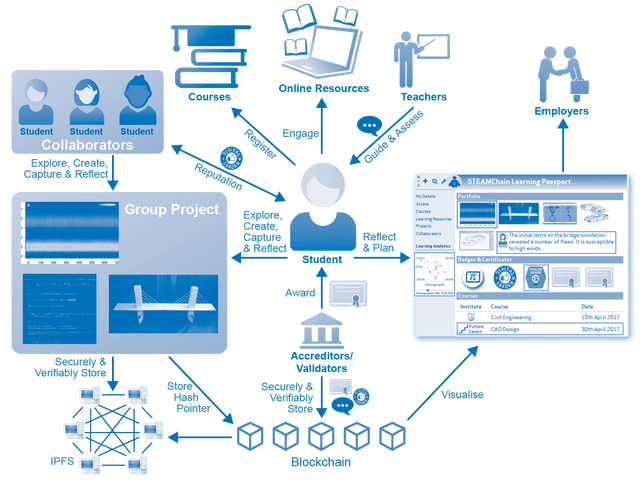 Courses
Online Resources
Teachers
Employers
Student
Student
Student
Collaborators
Register
Engage
Guide & Assess
Reputation
Explore, Create,
Capture & Reflect
Group Project
Explore,
Create,
Capture
& Reflect
Student
Reflect
& Plan
STEAMChain Learning Passport
My Details
Access
Courses
Learning Resources
Projects
Collaborators
Learning Analytics
Portfolio
The initial tests on the bridge simulation
revealed a number of flaws. It is susceptible
to high winds...
Badges & Certificates
Courses
Institute Course Date
Civil Engineering 10th April 2017
Future
Learn
CAD Design 30th April 2017
Award
Accreditors/
Validators
Securely &
Verifiably Store
Store
Hash
Pointer
Securely &
Verifiably
Store
Visualise
IPFS
Blockchain